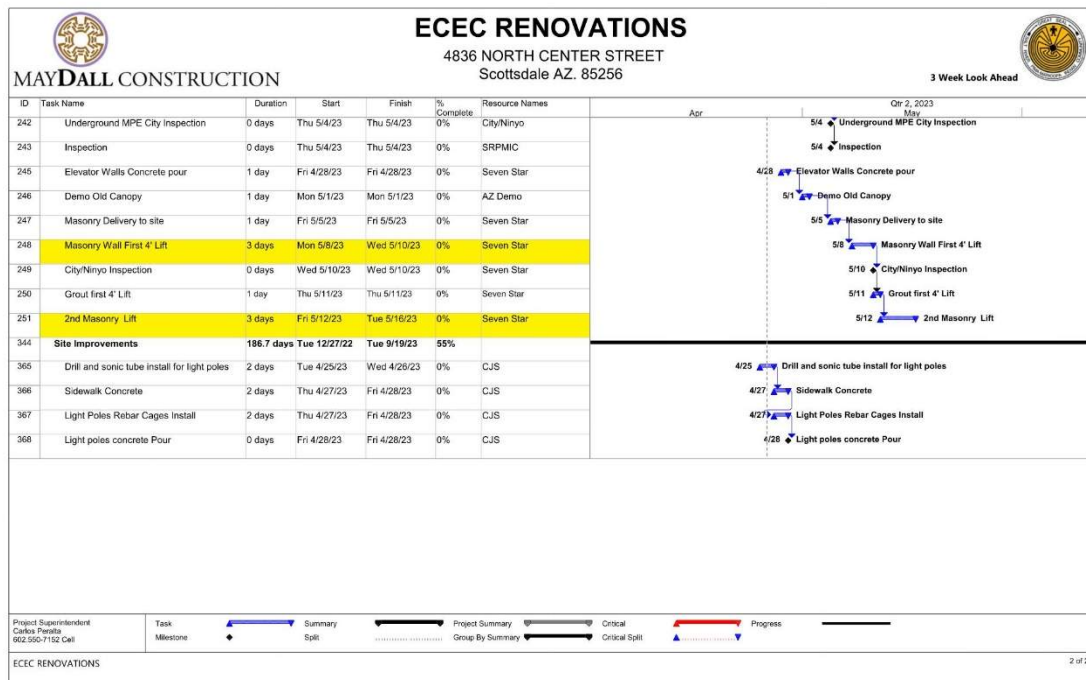 ECEC RENOVATIONS
4836 NORTH CENTER STREET
Scottsdale AZ. 85256
MAYDALL CONSTRUCTION
3 Week Look Ahead
ID Task Name Duration Start Finish % Complete Resource Names Apr Qtr 2, 2023 May
242 Underground MPE City Inspection 0 days Thu 5/4/23 Thu 5/4/23 0% City/Ninyo 5/4 Underground MPE City Inspection
243 Inspection 0 days Thu 5/4/23 Thu 5/4/23 0% SRPMIC 5/4 Inspection
245 Elevator Walls Concrete pour 1 day Fri 4/28/23 Fri 4/28/23 0% Seven Star 4/28 Elevator Walls Concrete pour
246 Demo Old Canopy 1 day Mon 5/1/23 Mon 5/1/23 0% AZ Demo 5/1 Demo Old Canopy
247 Masonry Delivery to site 1 day Fri 5/5/23 Fri 5/5/23 0% Seven Star 5/5 Masonry Delivery to site
248 Masonry Wall First 4' Lift 3 days Mon 5/8/23 Wed 5/10/23 0% Seven Star 5/8 Masonry Wall First 4' Lift
249 City/Ninyo Inspection 0 days Wed 5/10/23 Wed 5/10/23 0% Seven Star 5/10 City/Ninyo Inspection
250 Grout first 4' Lift 1 day Thu 5/11/23 Thu 5/11/23 0% Seven Star 5/11 Grout first 4' Lift
251 2nd Masonry Lift 3 days Fri 5/12/23 Tue 5/16/23 0% Seven Star 5/12 2nd Masonry Lift
344 Site Improvements 186.7 days Tue 12/27/22 Tue 9/19/23 55%
365 Drill and sonic tube install for light poles 2 days Tue 4/25/23 Wed 4/26/23 0% CJS 4/25 Drill and sonic tube install for light poles
366 Sidewalk Concrete 2 days Thu 4/27/23 Fri 4/28/23 0% CJS 4/27 Sidewalk Concrete
367 Light Poles Rebar Cages Install 2 days Thu 4/27/23 Fri 4/28/23 0% CJS 4/27 Light Poles Rebar Cages Install
368 Light poles concrete Pour 0 days Fri 4/28/23 Fri 4/28/23 0% CJS 4/28 Light poles concrete Pour
Project Superintendent
Carlos Peralta
602.550-7152 Cell
Task Summary Project Summary Critical Progress
Milestone Split Group By Summary Critical Split
ECEC RENOVATIONS
2 of 2